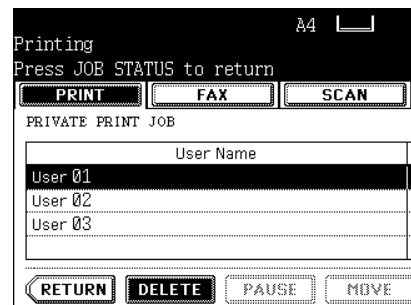 A4
Printing
Press JOB STATUS to return
PRINT FAX SCAN
PRIVATE PRINT JOB
User Name
User 01
User 02
User 03
RETURN DELETE PAUSE MOVE